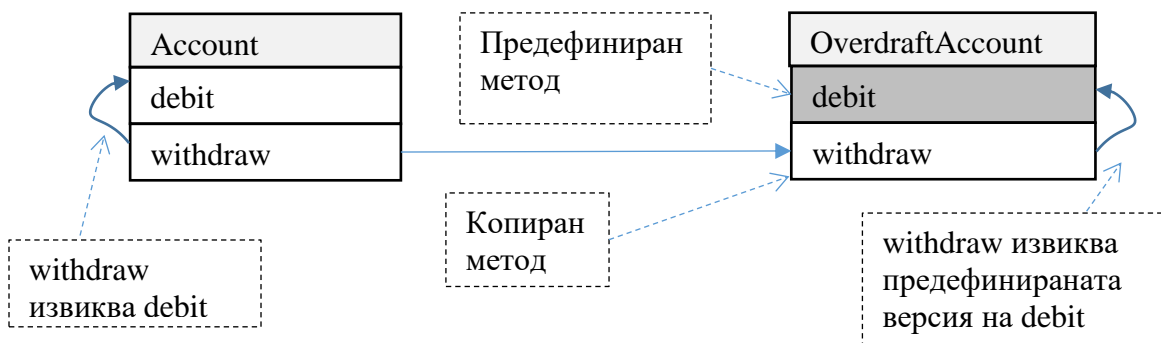 Account
debit
withdraw
Предефиниран
метод
OverdraftAccount
debit
withdraw
withdraw
извиква debit
Копиран
метод
withdraw извиква
предефинираната
версия на debit